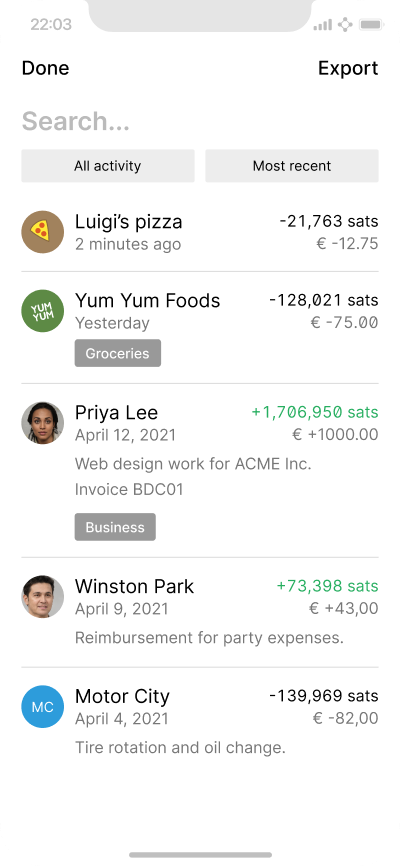 22:03
Done Export
Search...
All activity Most recent
Luigi’s pizza -21,763 sats
2 minutes ago € -12.75
YUM
YUM
Yum Yum Foods -128,021 sats
Yesterday € -75.00
Groceries
Priya Lee +1,706,950 sats
April 12, 2021 € +1000.00
Web design work for ACME Inc.
Invoice BDC01
Business
Winston Park +73,398 sats
April 9, 2021 € +43,00
Reimbursement for party expenses.
MC
Motor City -139,969 sats
April 4, 2021 € -82,00
Tire rotation and oil change.